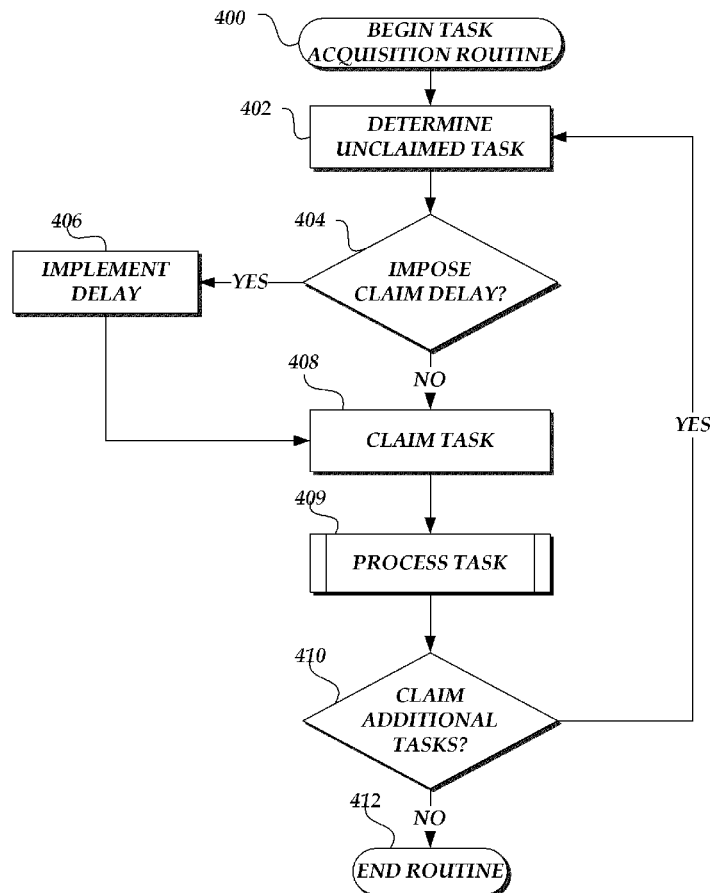 400
BEGIN TASK
ACQUISITION ROUTINE
402
DETERMINE
UNCLAIMED TASK
404
IMPOSE
CLAIM DELAY?
YES
406
IMPLEMENT
DELAY
NO
408
CLAIM TASK
YES
409
PROCESS TASK
410
CLAIM
ADDITIONAL
TASKS?
NO
412
END ROUTINE